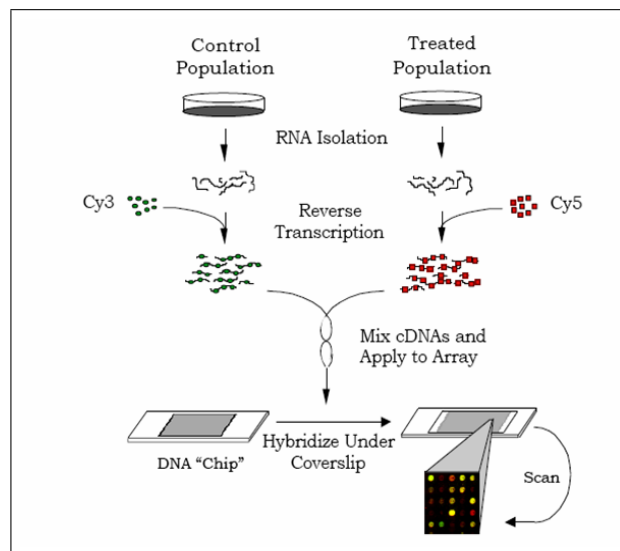 Control
Population
Treated
Population
RNA Isolation
Cy3
Cy5
Reverse
Transcription
Mix cDNAs and
Apply to Array
Hybridize Under
Coverslip
DNA “Chip”
Scan